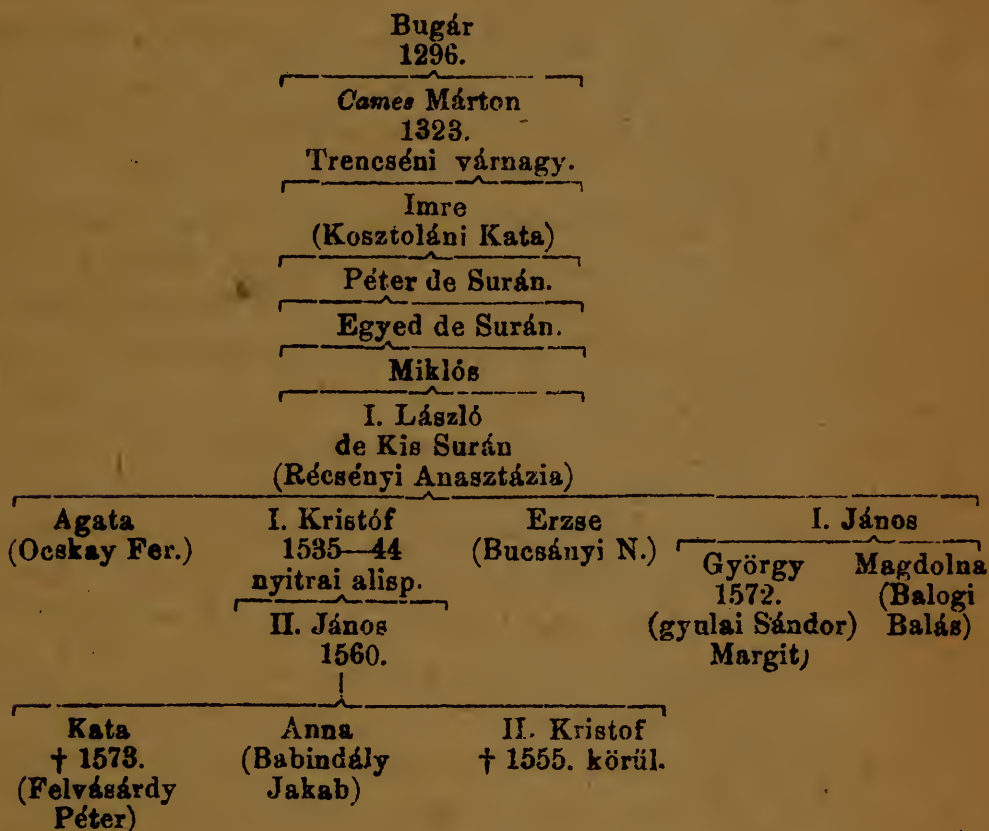 Bugár
1296.
Cames Márton
1323.
Trencséni várnagy.
Imre
(Kosztoláni Kata)
Péter de Surán.
Egyed de Surán.
Miklós
I. László
de Kis Surán
(Récsényi Anasztázia)
Agata I. Kristóf Erzse I. János
(Ocskay Fer.) 1535—44 (Bucsányi N.)
nyitrai alisp.
György Magdolna
1572. (Balogi
(gyulai Sándor) Balás)
Margit)
II. János
1560.
Kata Anna II. Kristof
† 1573. (Babindály † 1555. körül.
(Felvásárdy Jakab)
Péter)